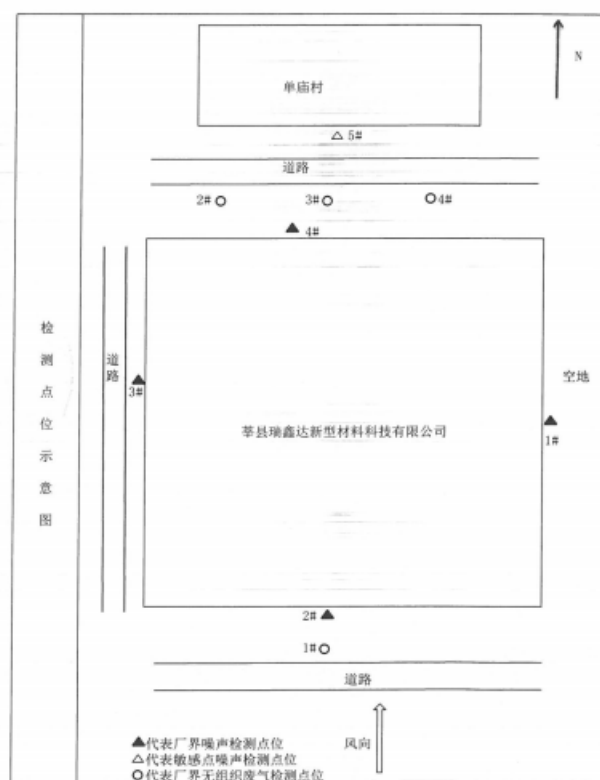 N
单庙村
△ 5#
道路
2# ○
3# ○
○ 4#
▲ 4#
检测点位示意图
道路
▲
3#
空地
▲
1#
莘县瑞鑫达新型材料科技有限公司
2# ▲
1# ○
道路
风向
▲代表厂界噪声检测点位
△代表敏感点噪声检测点位
○代表厂界无组织废气检测点位